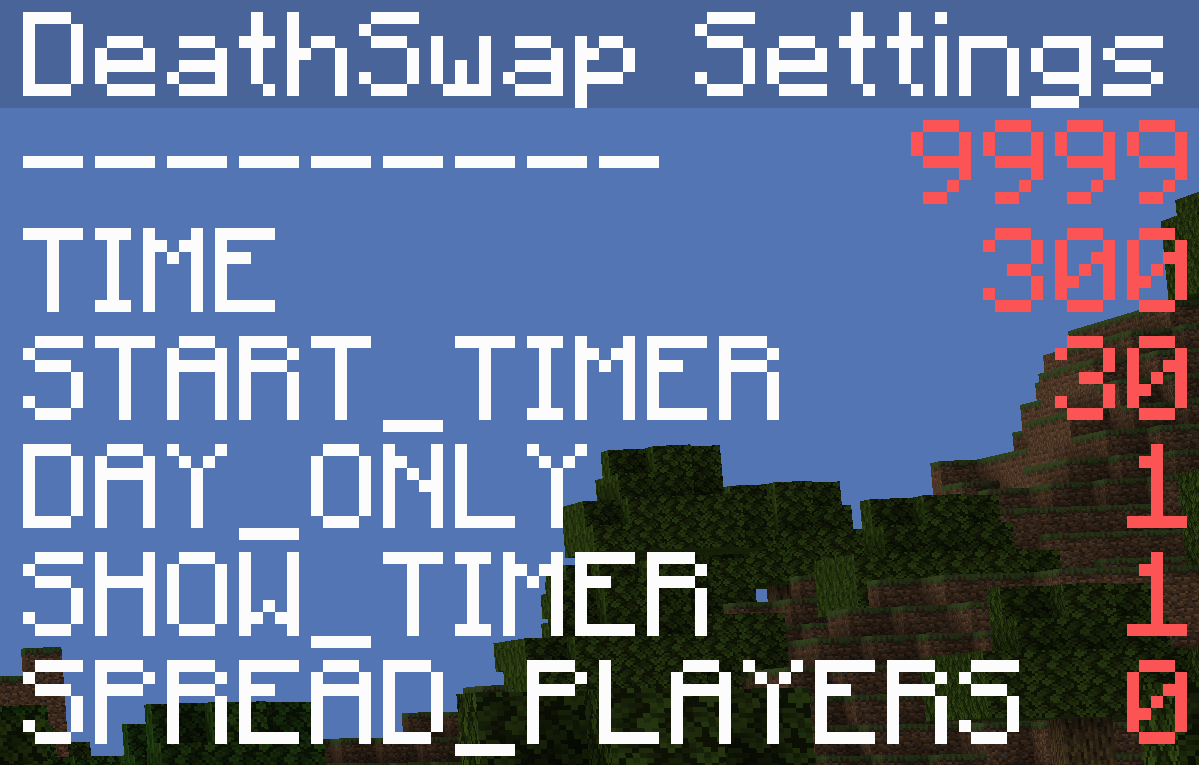 DeathSwap Settings
————————— 9999
TIME 300
START_TIMER 30
DAY_ONLY 1
SHOW_TIMER 1
SPREAD_PLAYERS 0